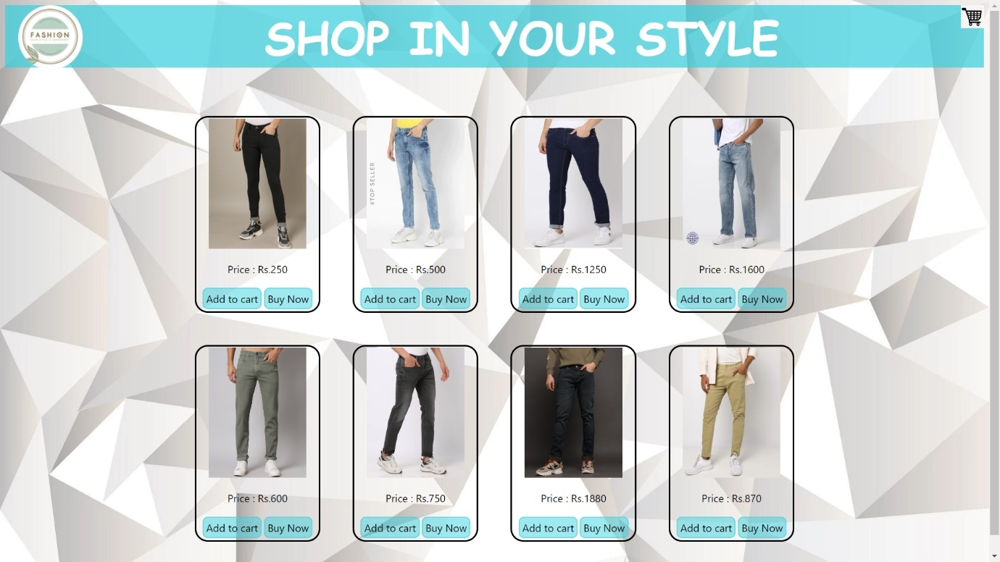 FASHION
SHOP IN YOUR STYLE
#TOP SELLER
Price : Rs.250
Price : Rs.500
Price : Rs.1250
Price : Rs.1600
Add to cart Buy Now
Add to cart Buy Now
Add to cart Buy Now
Add to cart Buy Now
Price : Rs.600
Price : Rs.750
Price : Rs.1880
Price : Rs.870
Add to cart Buy Now
Add to cart Buy Now
Add to cart Buy Now
Add to cart Buy Now